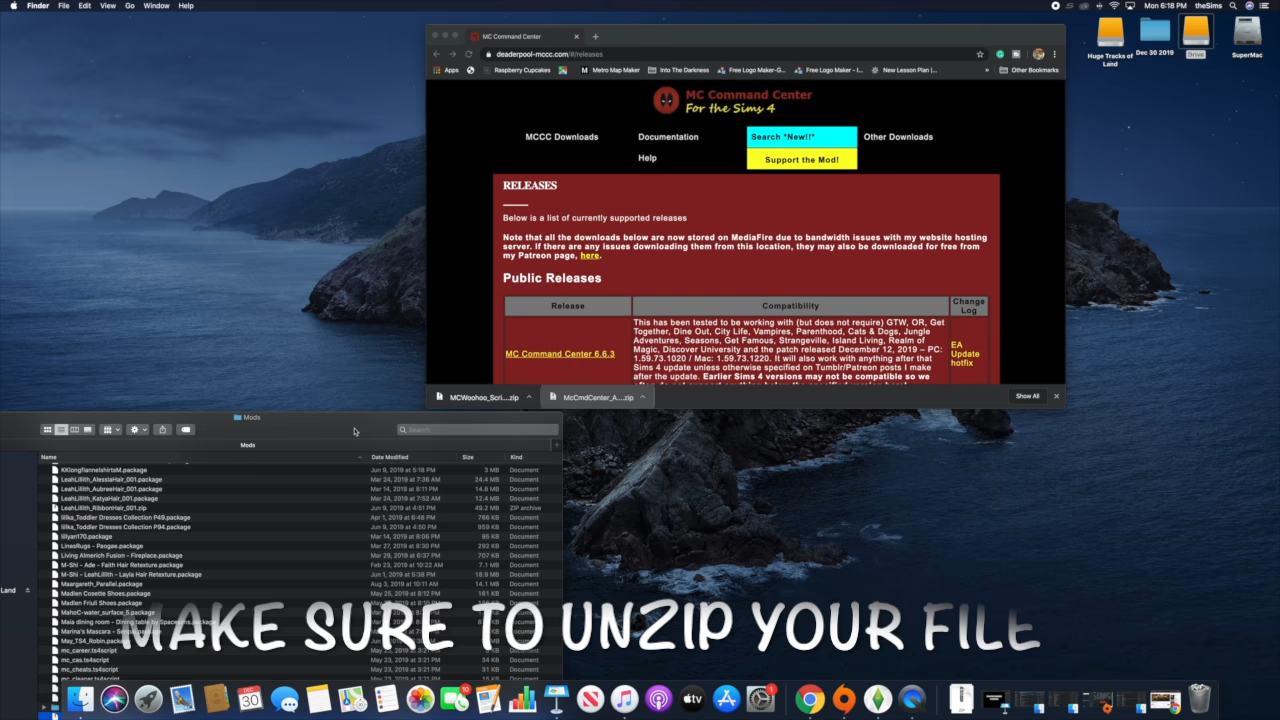 Finder File Edit View Go Window Help
Mon 6:18 PM theSims
MC Command Center
deaderpool-mccc.com/#/releases
Apps Raspberry Cupcakes M Metro Map Maker Into The Darkness Free Logo Maker-G... Free Logo Maker - I... New Lesson Plan |... » Other Bookmarks
Huge Tracts of Land
Dec 30 2019
Drive
SuperMac
MC Command Center
For the Sims 4
MCCC Downloads Documentation Search *New!!* Other Downloads
Help Support the Mod!
RELEASES
Below is a list of currently supported releases
Note that all the downloads below are now stored on MediaFire due to bandwidth issues with my website hosting
server. If there are any issues downloading them from this location, they may also be downloaded for free from
my Patreon page, here.
Public Releases
Release Compatibility Change Log
MC Command Center 6.6.3
This has been tested to be working with (but does not require) GTW, OR, Get
Together, Dine Out, City Life, Vampires, Parenthood, Cats & Dogs, Jungle
Adventures, Seasons, Get Famous, Strangeville, Island Living, Realm of
Magic, Discover University and the patch released December 12, 2019 – PC:
1.59.73.1020 / Mac: 1.59.73.1220. It will also work with anything after that
Sims 4 update unless otherwise specified on Tumblr/Patreon posts I make
after the update. Earlier Sims 4 versions may not be compatible so we
EA
Update
hotfix
MCWoohoo_Scri....zip McCmdCenter_A....zip Show All
Mods
Search
Mods
Name Date Modified Size Kind
KKlongflannelshirtsM.package Jun 9, 2019 at 5:18 PM 3 MB Document
LeahLillith_AlessiaHair_001.package Mar 24, 2019 at 7:36 AM 24.4 MB Document
LeahLillith_AubreeHair_001.package Mar 14, 2019 at 8:11 PM 14.8 MB Document
LeahLillith_KatyaHair_001.package Mar 24, 2019 at 7:52 AM 12.4 MB Document
LeahLillith_RibbonHair_001.zip Jun 9, 2019 at 4:51 PM 49.2 MB ZIP archive
lillka_Toddler Dresses Collection P49.package Apr 1, 2019 at 6:48 PM 766 KB Document
lillka_Toddler Dresses Collection P94.package Jun 9, 2019 at 4:50 PM 959 KB Document
lillyan170.package Mar 14, 2019 at 8:06 PM 95 KB Document
LinesRugs - Paogae.package Mar 27, 2019 at 8:30 PM 292 KB Document
Living Almerich Fusion - Fireplace.package Mar 29, 2019 at 6:37 PM 707 KB Document
M-Shi - Ade - Faith Hair Retexture.package Feb 23, 2019 at 10:22 AM 7.1 MB Document
M-Shi - LeahLillith - Layla Hair Retexture.package Jun 1, 2019 at 5:38 PM 18.9 MB Document
Maargareth_Parallel.package Aug 3, 2019 at 10:11 AM 14.1 MB Document
Madlen Cosette Shoes.package May 25, 2019 at 8:12 PM 161 KB Document
Madlen Friuli Shoes.package Document
MahoC-water_surface_5.package
mc_career.ts4script May 23, 2019 at 3:21 PM Document
mc_cas.ts4script May 23, 2019 at 3:21 PM 34 KB Document
mc_cheats.ts4script May 23, 2019 at 3:21 PM 15 KB Document
mc_cleaner.ts4script
Land
MAKE SURE TO UNZIP YOUR FILE
DEC
30
10
1